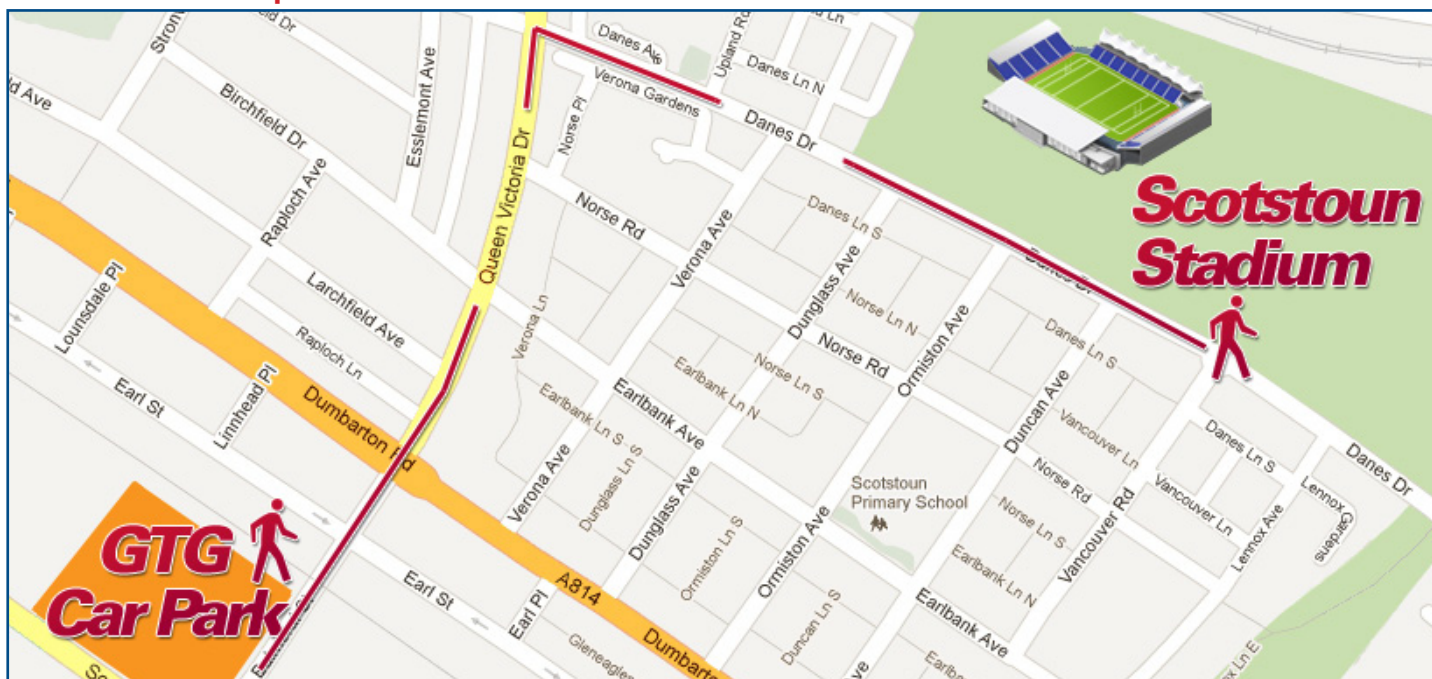 Birchfield Dr
Esslemont Ave
Raploch Ave
Danes Ave
Verona Gardens
Upland Rd
Danes Ln N
Danes Dr
Norse Pl
Queen Victoria Dr
Norse Rd
Verona Ave
Danes Ln S
Scotstoun
Stadium
Danes Dr
Lounsdale Pl
Larchfield Ave
Raploch Ln
Verona Ln
Dunglass Ave
Norse Ln N
Ormiston Ave
Danes Ln S
Earl St
Linnhead Pl
Dumbarton Rd
Earlbank Ave
Earlbank Ln N
Norse Ln S
Norse Rd
Duncan Ave
Vancouver Ln
Danes Ln S
Danes Dr
Earlbank Ln S
Verona Ave
Dunglass Ln S
Dunglass Ave
Scotstoun
Primary School
Norse Rd
Vancouver Ln
Lennox Gardens
Lennox Ave
GTG
Car Park
Earl St
A814
Earl Pl
Ormiston Ln S
Ormiston Ave
Norse Ln S
Earlbank Ln N
Vancouver Rd
Earlbank Ave
Gleneagles
Dumbarton
Duncan Ln S